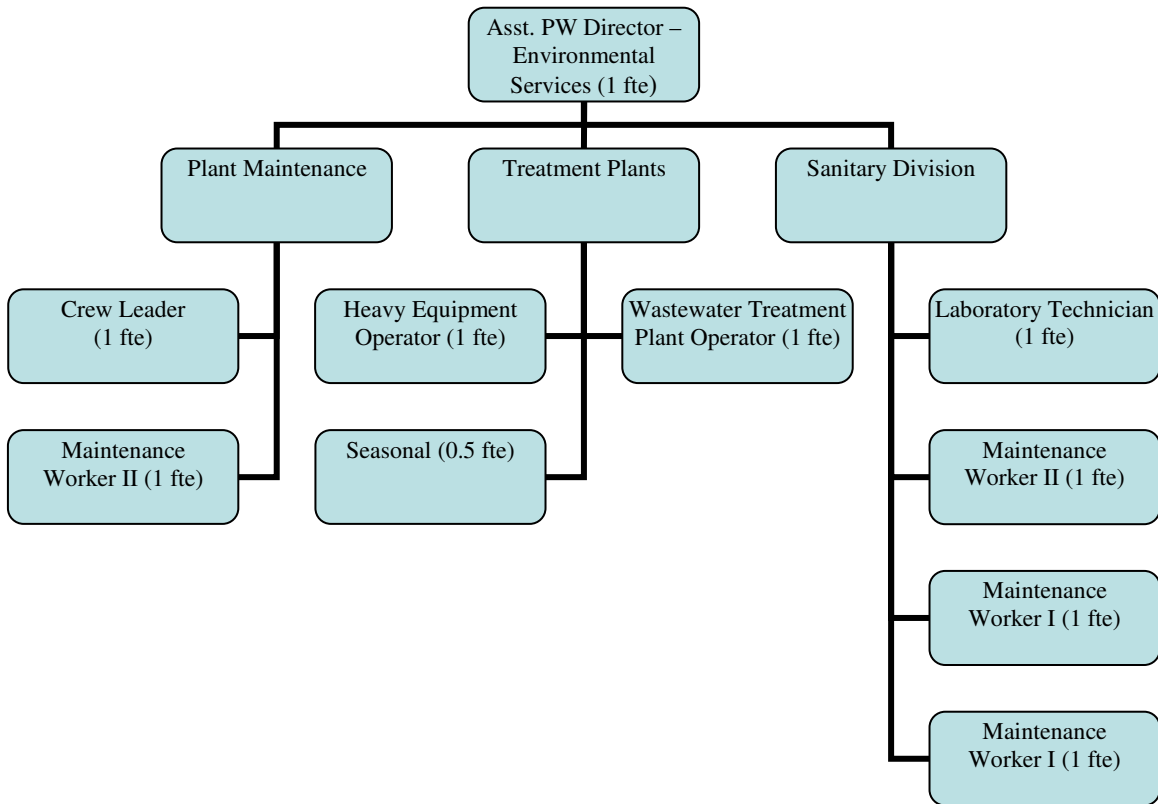 Asst. PW Director –
Environmental
Services (1 fte)
Plant Maintenance
Treatment Plants
Sanitary Division
Crew Leader
(1 fte)
Heavy Equipment
Operator (1 fte)
Wastewater Treatment
Plant Operator (1 fte)
Laboratory Technician
(1 fte)
Maintenance
Worker II (1 fte)
Seasonal (0.5 fte)
Maintenance
Worker II (1 fte)
Maintenance
Worker I (1 fte)
Maintenance
Worker I (1 fte)